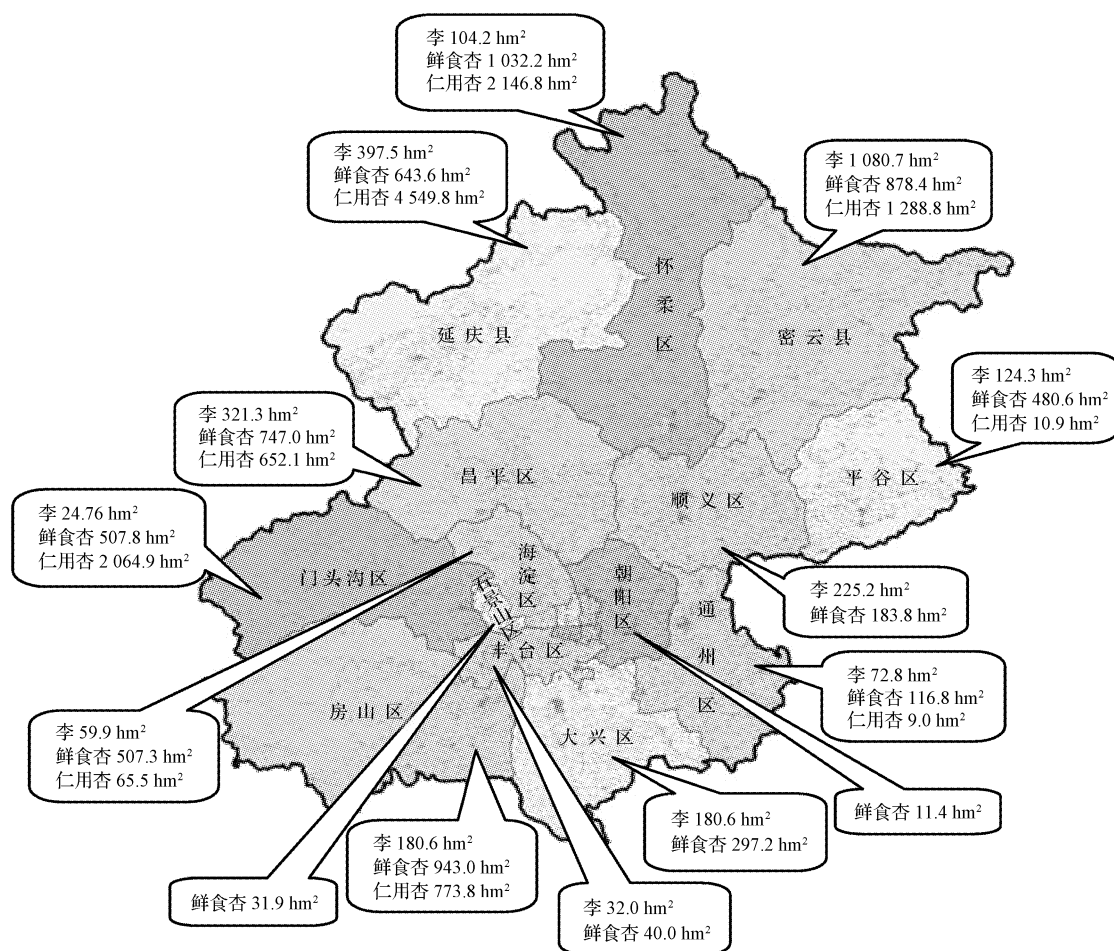 李 104.2 hm²
鲜食杏 1 032.2 hm²
仁用杏 2 146.8 hm²
李 397.5 hm²
鲜食杏 643.6 hm²
仁用杏 4 549.8 hm²
李 1 080.7 hm²
鲜食杏 878.4 hm²
仁用杏 1 288.8 hm²
怀柔区
延庆县
密云县
李 124.3 hm²
鲜食杏 480.6 hm²
仁用杏 10.9 hm²
李 321.3 hm²
鲜食杏 747.0 hm²
仁用杏 652.1 hm²
昌平区
顺义区
平谷区
李 24.76 hm²
鲜食杏 507.8 hm²
仁用杏 2 064.9 hm²
门头沟区
海淀区
石景山区
朝阳区
通州区
丰台区
李 225.2 hm²
鲜食杏 183.8 hm²
李 72.8 hm²
鲜食杏 116.8 hm²
仁用杏 9.0 hm²
房山区
大兴区
李 59.9 hm²
鲜食杏 507.3 hm²
仁用杏 65.5 hm²
鲜食杏 11.4 hm²
李 180.6 hm²
鲜食杏 297.2 hm²
李 180.6 hm²
鲜食杏 943.0 hm²
仁用杏 773.8 hm²
鲜食杏 31.9 hm²
李 32.0 hm²
鲜食杏 40.0 hm²